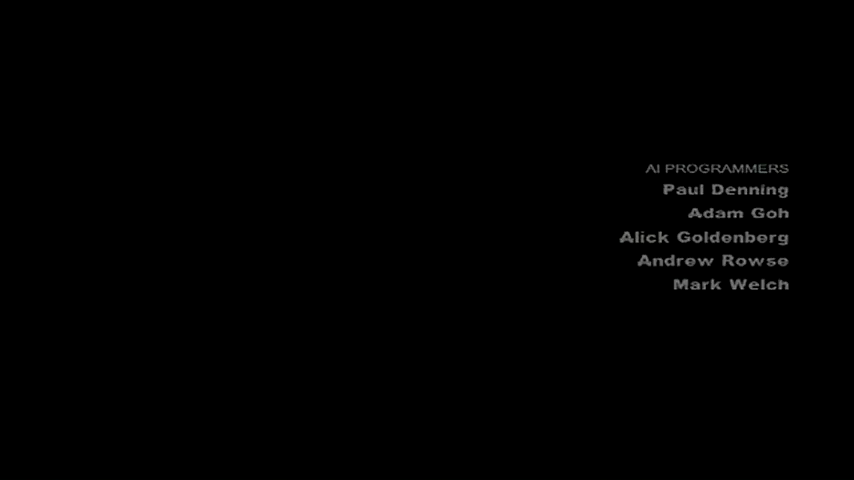 AI PROGRAMMERS
Paul Denning
Adam Goh
Alick Goldenberg
Andrew Rowse
Mark Welch